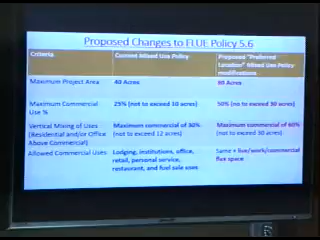 Proposed Changes to FLUE Policy 5.6
Criteria
Current Mixed Use Policy
Proposed "Preferred Location" Mixed Use Policy modifications
Maximum Project Area
40 Acres
60 Acres
Maximum Commercial Use %
25% (not to exceed 10 acres)
50% (not to exceed 30 acres)
Vertical Mixing of Uses (Residential and/or Office Above Commercial)
Maximum commercial of 30% (not to exceed 12 acres)
Maximum commercial of 60% (not to exceed 30 acres)
Allowed Commercial Uses
Lodging, institutions, office, retail, personal service, restaurant, and fuel sale uses
Same + live/work/commercial flex space